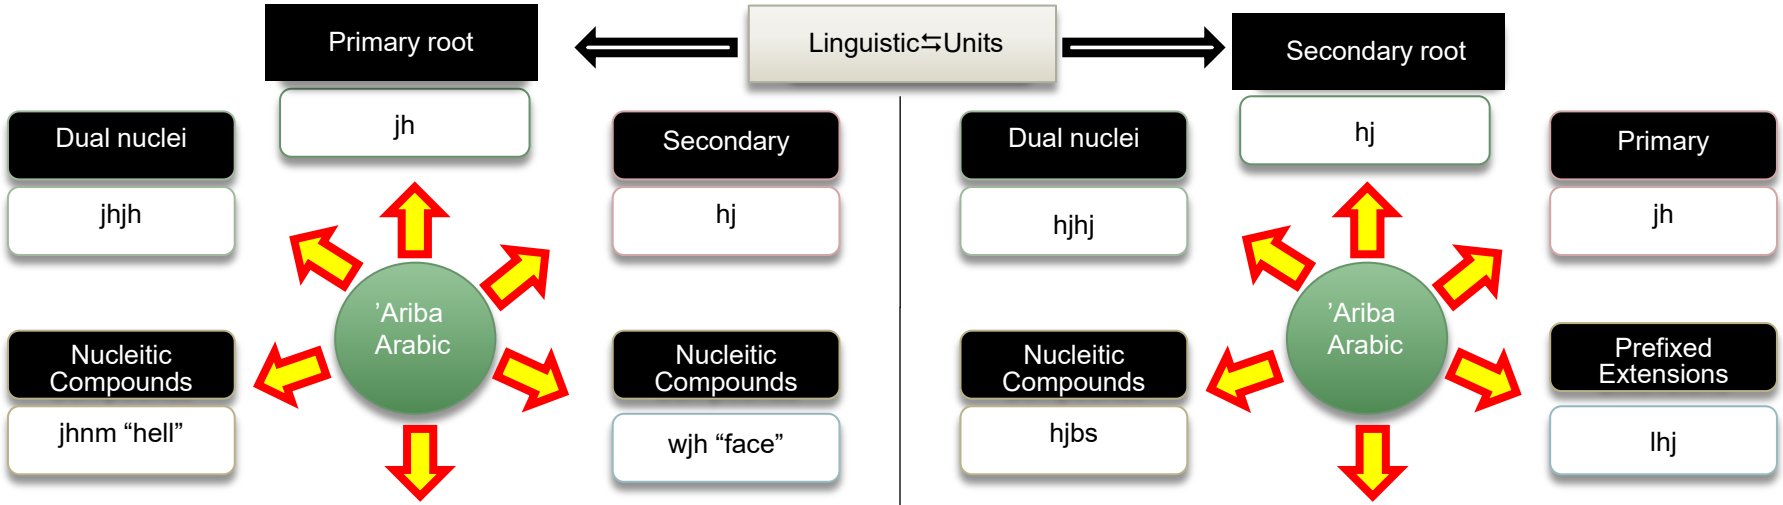 Linguistic⇆Units
Primary root
jh
Dual nuclei
jhjh
Secondary
hj
’Ariba
Arabic
Nucleitic
Compounds
jhnm “hell”
Nucleitic
Compounds
wjh “face”
Secondary root
hj
Dual nuclei
hjhj
Primary
jh
’Ariba
Arabic
Nucleitic
Compounds
hjbs
Prefixed
Extensions
lhj